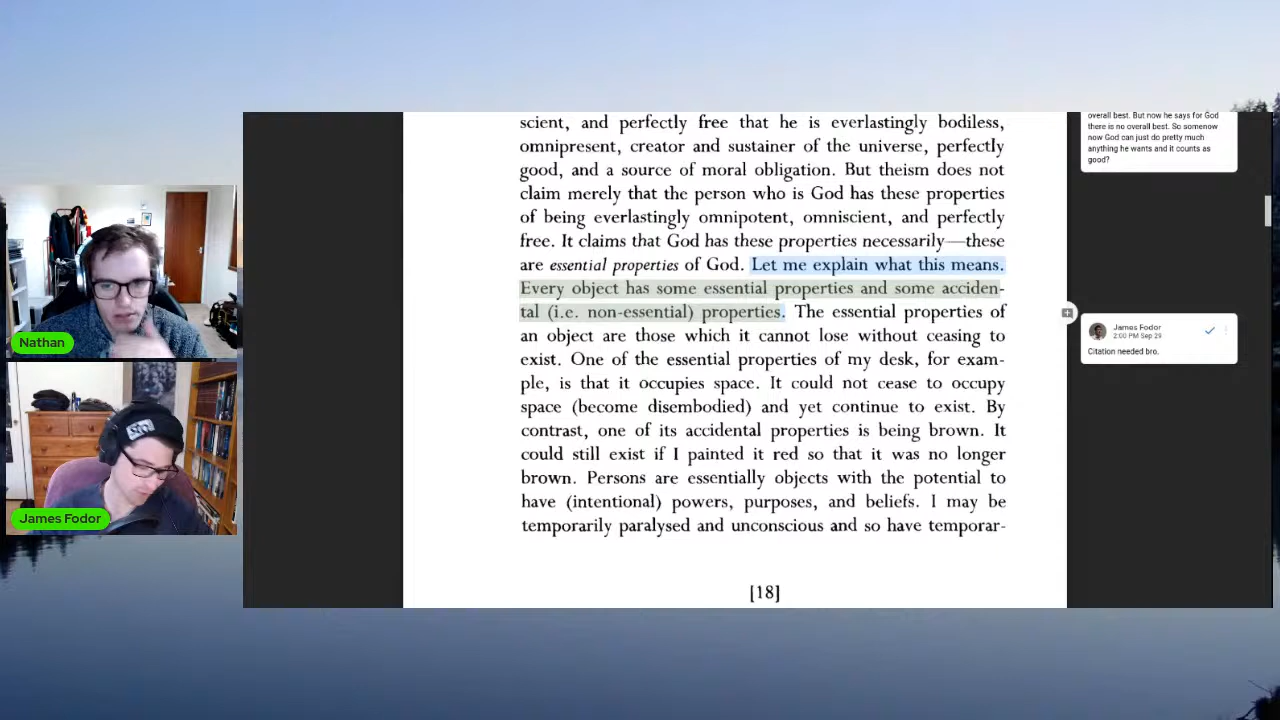 scient, and perfectly free that he is everlastingly bodiless,
omnipresent, creator and sustainer of the universe, perfectly
good, and a source of moral obligation. But theism does not
claim merely that the person who is God has these properties
of being everlastingly omnipotent, omniscient, and perfectly
free. It claims that God has these properties necessarily—these
are essential properties of God. Let me explain what this means.
Every object has some essential properties and some acciden-
tal (i.e. non-essential) properties. The essential properties of
an object are those which it cannot lose without ceasing to
exist. One of the essential properties of my desk, for exam-
ple, is that it occupies space. It could not cease to occupy
space (become disembodied) and yet continue to exist. By
contrast, one of its accidental properties is being brown. It
could still exist if I painted it red so that it was no longer
brown. Persons are essentially objects with the potential to
have (intentional) powers, purposes, and beliefs. I may be
temporarily paralysed and unconscious and so have temporar-
[18]
overall best. But now he says for God
there is no overall best. So somenow
now God can just do pretty much
anything he wants and it counts as
good?
James Fodor
2:00 PM Sep 29
Citation needed bro.
Nathan
James Fodor